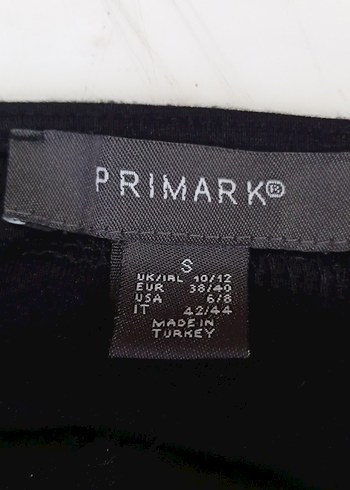 PRIMARK®
S
UK/IRL 10/12
EUR 38/40
USA 6/8
IT 42/44
MADE IN
TURKEY